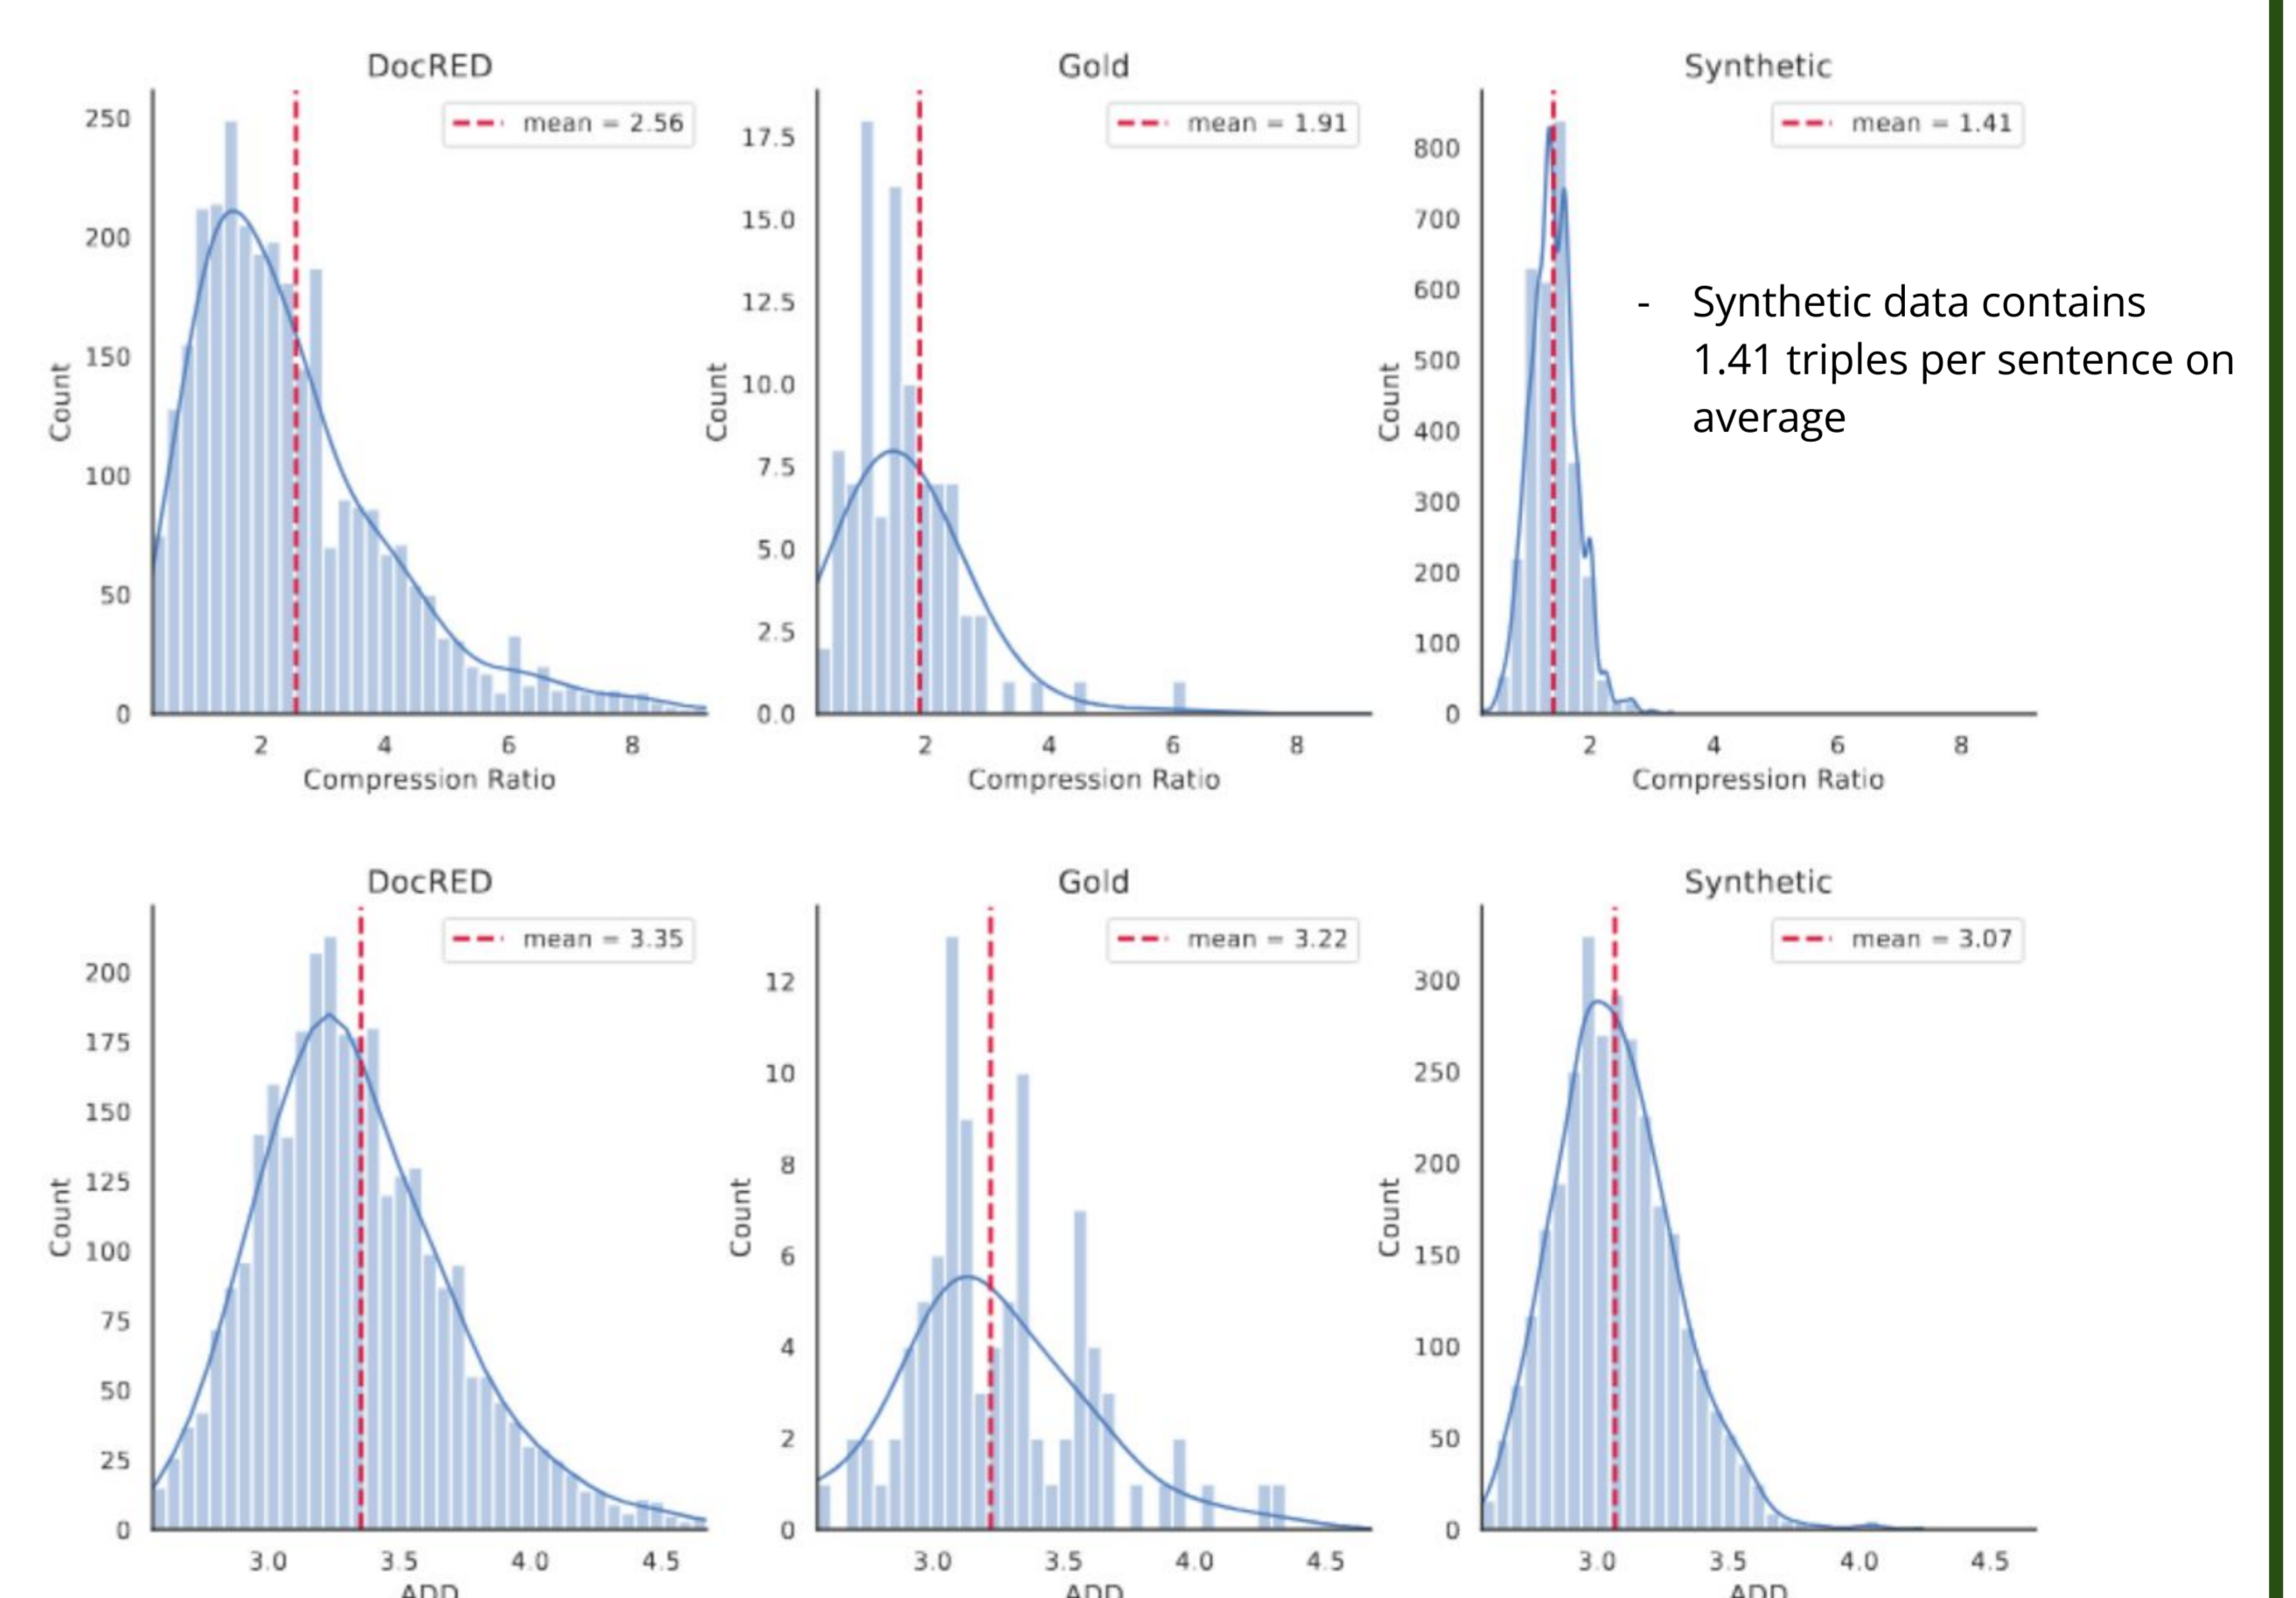 DocRED
mean = 2.56
250
200
150
100
50
0
Count
2 4 6 8
Compression Ratio
Gold
mean = 1.91
17.5
15.0
12.5
10.0
7.5
5.0
2.5
0.0
Count
2 4 6 8
Compression Ratio
Synthetic
mean = 1.41
800
700
600
500
400
300
200
100
0
Count
2 4 6 8
Compression Ratio
- Synthetic data contains
1.41 triples per sentence on
average
DocRED
mean = 3.35
200
175
150
125
100
75
50
25
0
Count
3.0 3.5 4.0 4.5
ADD
Gold
mean = 3.22
12
10
8
6
4
2
0
Count
3.0 3.5 4.0 4.5
ADD
Synthetic
mean = 3.07
300
250
200
150
100
50
0
Count
3.0 3.5 4.0 4.5
ADD